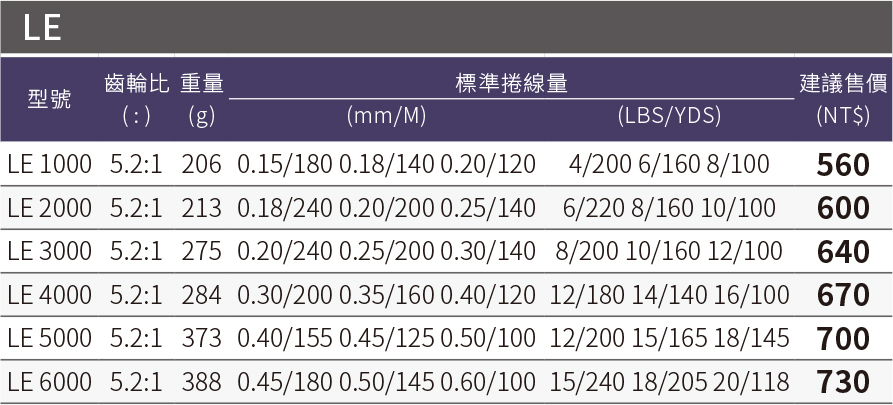 LE
型號 齒輪比 (:) 重量 (g) 標準捲線量 (mm/M) (LBS/YDS) 建議售價 (NT$)
LE 1000 5.2:1 206 0.15/180 0.18/140 0.20/120 4/200 6/160 8/100 560
LE 2000 5.2:1 213 0.18/240 0.20/200 0.25/140 6/220 8/160 10/100 600
LE 3000 5.2:1 275 0.20/240 0.25/200 0.30/140 8/200 10/160 12/100 640
LE 4000 5.2:1 284 0.30/200 0.35/160 0.40/120 12/180 14/140 16/100 670
LE 5000 5.2:1 373 0.40/155 0.45/125 0.50/100 12/200 15/165 18/145 700
LE 6000 5.2:1 388 0.45/180 0.50/145 0.60/100 15/240 18/205 20/118 730